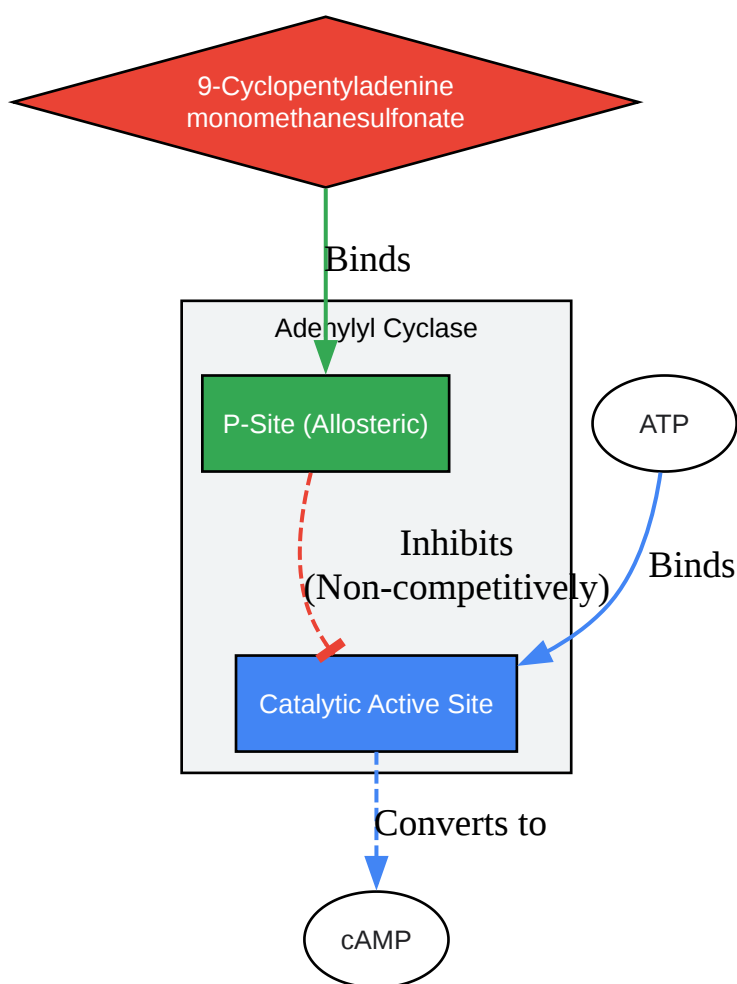 9-Cyclopentyladenine
monomethanesulfonate
Binds
Adenylyl Cyclase
P-Site (Allosteric)
ATP
Inhibits
(Non-competitively)
Binds
Catalytic Active Site
Converts to
cAMP